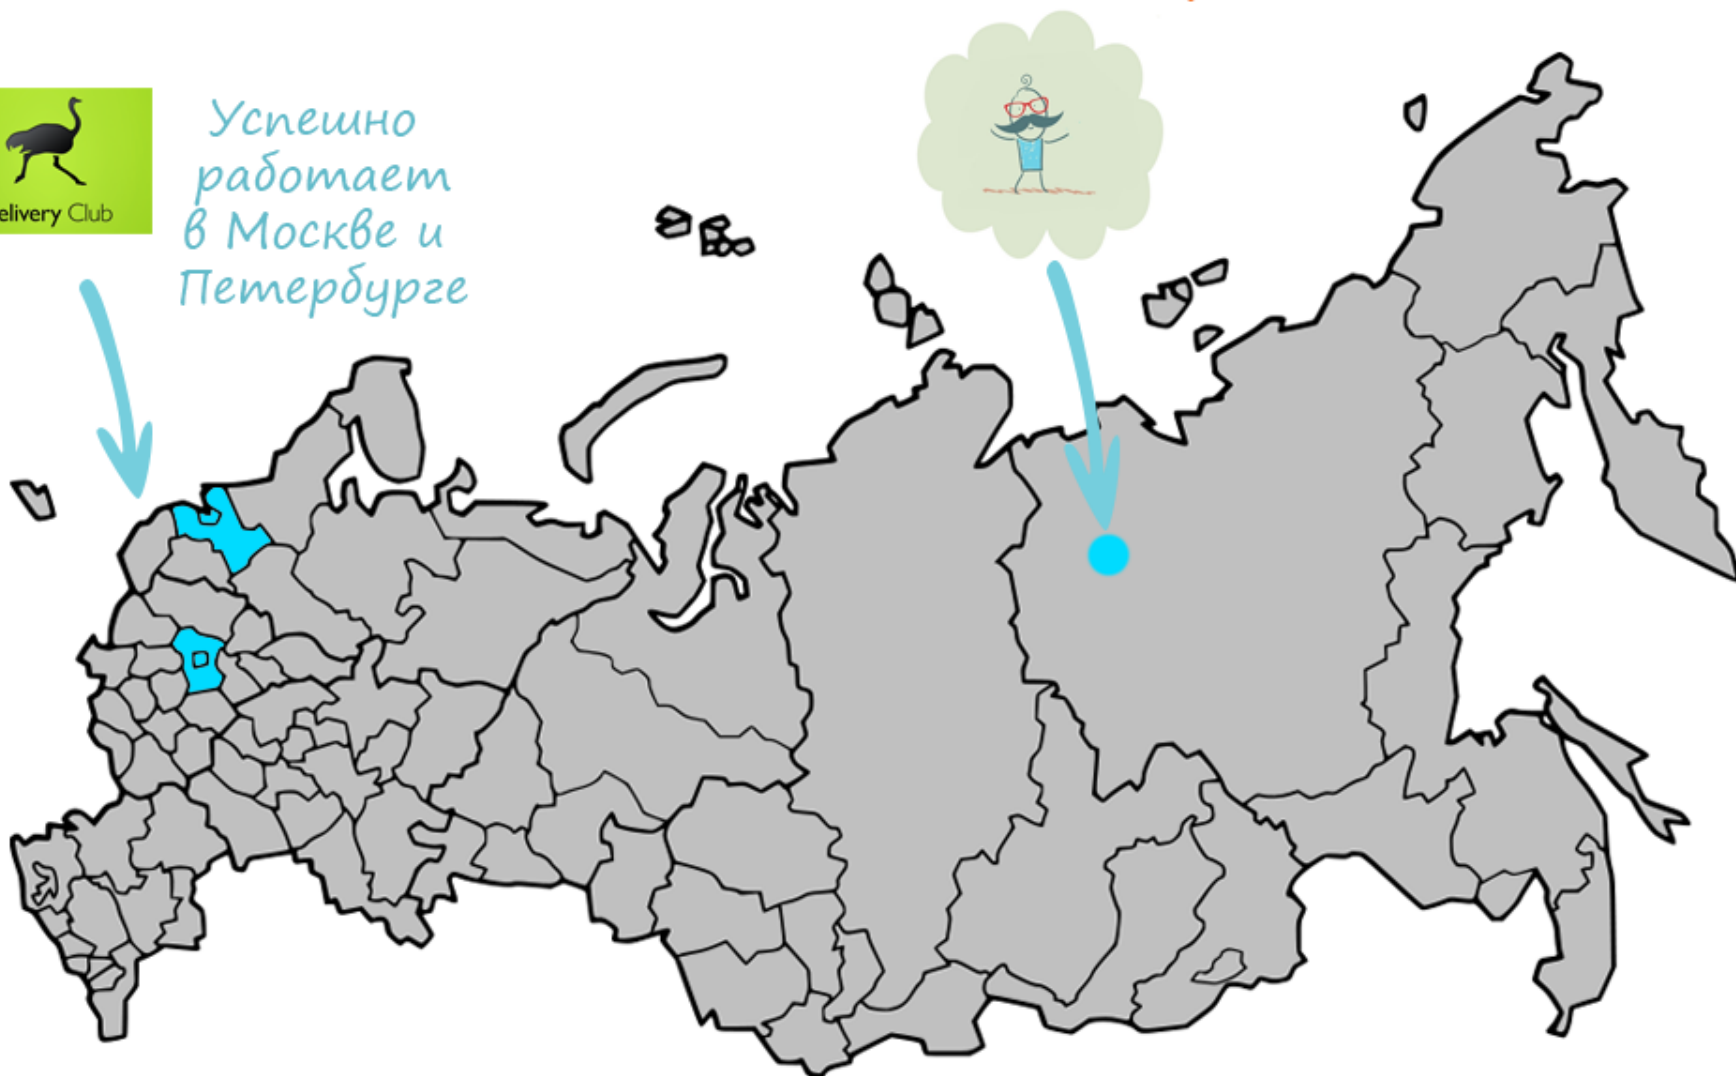 elivery Club
Успешно
работает
в Москве и
Петербурге